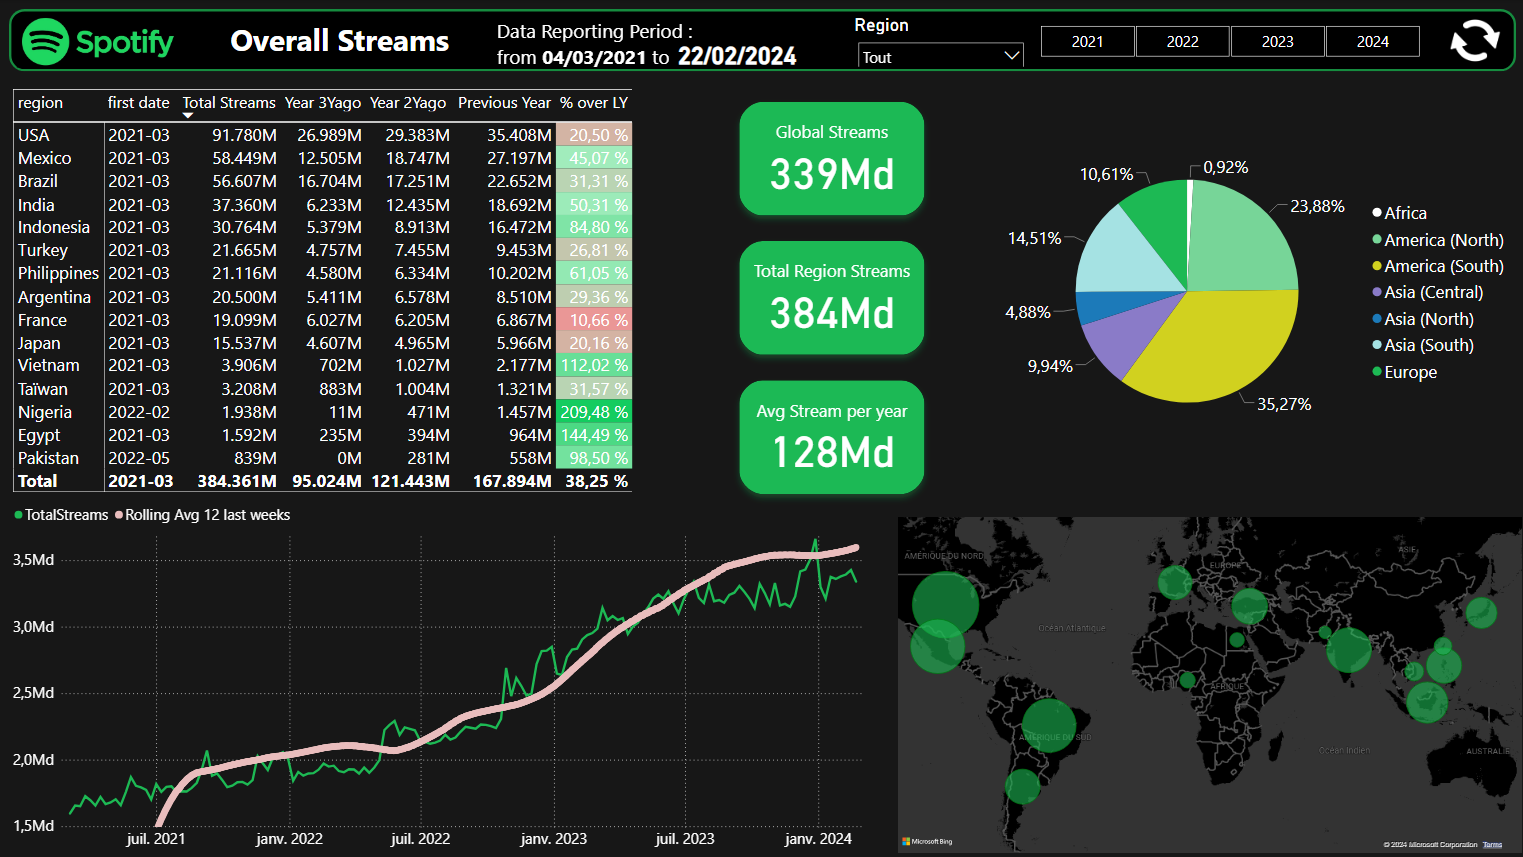 Spotify
Overall Streams
Data Reporting Period :
from 04/03/2021 to 22/02/2024
Region
Tout
2021 2022 2023 2024
region first date Total Streams Year 3Yago Year 2Yago Previous Year % over LY
USA 2021-03 91.780M 26.989M 29.383M 35.408M 20,50 %
Mexico 2021-03 58.449M 12.505M 18.747M 27.197M 45,07 %
Brazil 2021-03 56.607M 16.704M 17.251M 22.652M 31,31 %
India 2021-03 37.360M 6.233M 12.435M 18.692M 50,31 %
Indonesia 2021-03 30.764M 5.379M 8.913M 16.472M 84,80 %
Turkey 2021-03 21.665M 4.757M 7.455M 9.453M 26,81 %
Philippines 2021-03 21.116M 4.580M 6.334M 10.202M 61,05 %
Argentina 2021-03 20.500M 5.411M 6.578M 8.510M 29,36 %
France 2021-03 19.099M 6.027M 6.205M 6.867M 10,66 %
Japan 2021-03 15.537M 4.607M 4.965M 5.966M 20,16 %
Vietnam 2021-03 3.906M 702M 1.027M 2.177M 112,02 %
Taïwan 2021-03 3.208M 883M 1.004M 1.321M 31,57 %
Nigeria 2022-02 1.938M 11M 471M 1.457M 209,48 %
Egypt 2021-03 1.592M 235M 394M 964M 144,49 %
Pakistan 2022-05 839M 0M 281M 558M 98,50 %
Total 2021-03 384.361M 95.024M 121.443M 167.894M 38,25 %
Global Streams
339Md
Total Region Streams
384Md
Avg Stream per year
128Md
0,92%
10,61%
23,88%
14,51%
4,88%
9,94%
35,27%
Africa
America (North)
America (South)
Asia (Central)
Asia (North)
Asia (South)
Europe
TotalStreams Rolling Avg 12 last weeks
3,5Md
3,0Md
2,5Md
2,0Md
1,5Md
juil. 2021 janv. 2022 juil. 2022 janv. 2023 juil. 2023 janv. 2024
AMÉRIQUE DU NORD
ASIE
EUROPE
Océan Atlantique
AFRIQUE
AMÉRIQUE DU SUD
Océan Indien
AUSTRALIE
Microsoft Bing
© 2024 Microsoft Corporation Terms